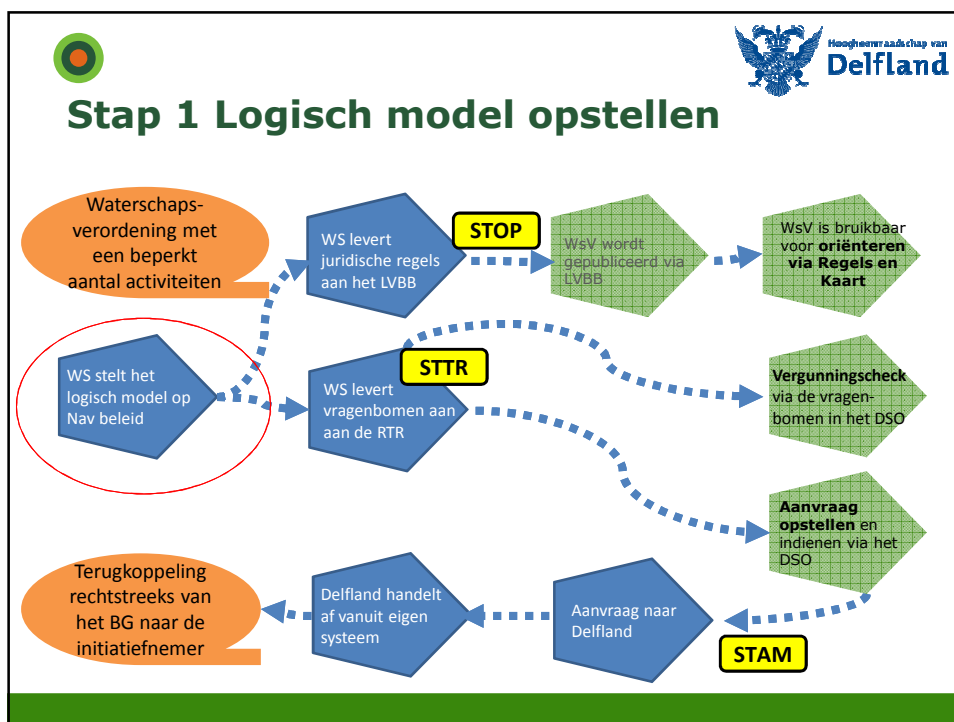 Hoogheemraadschap van
Delfland
Stap 1 Logisch model opstellen
Waterschaps-
verordening met
een beperkt
aantal activiteiten
WS levert
juridische regels
aan het LVBB
STOP
WsV wordt
gepubliceerd via
LVBB
WsV is bruikbaar
voor oriënteren
via Regels en
Kaart
WS stelt het
logisch model op
Nav beleid
WS levert
vragenbomen aan
aan de RTR
STTR
Vergunningscheck
via de vragen-
bomen in het DSO
Aanvraag
opstellen en
indienen via het
DSO
Terugkoppeling
rechtstreeks van
het BG naar de
initiatiefnemer
Delfland handelt
af vanuit eigen
systeem
Aanvraag naar
Delfland
STAM